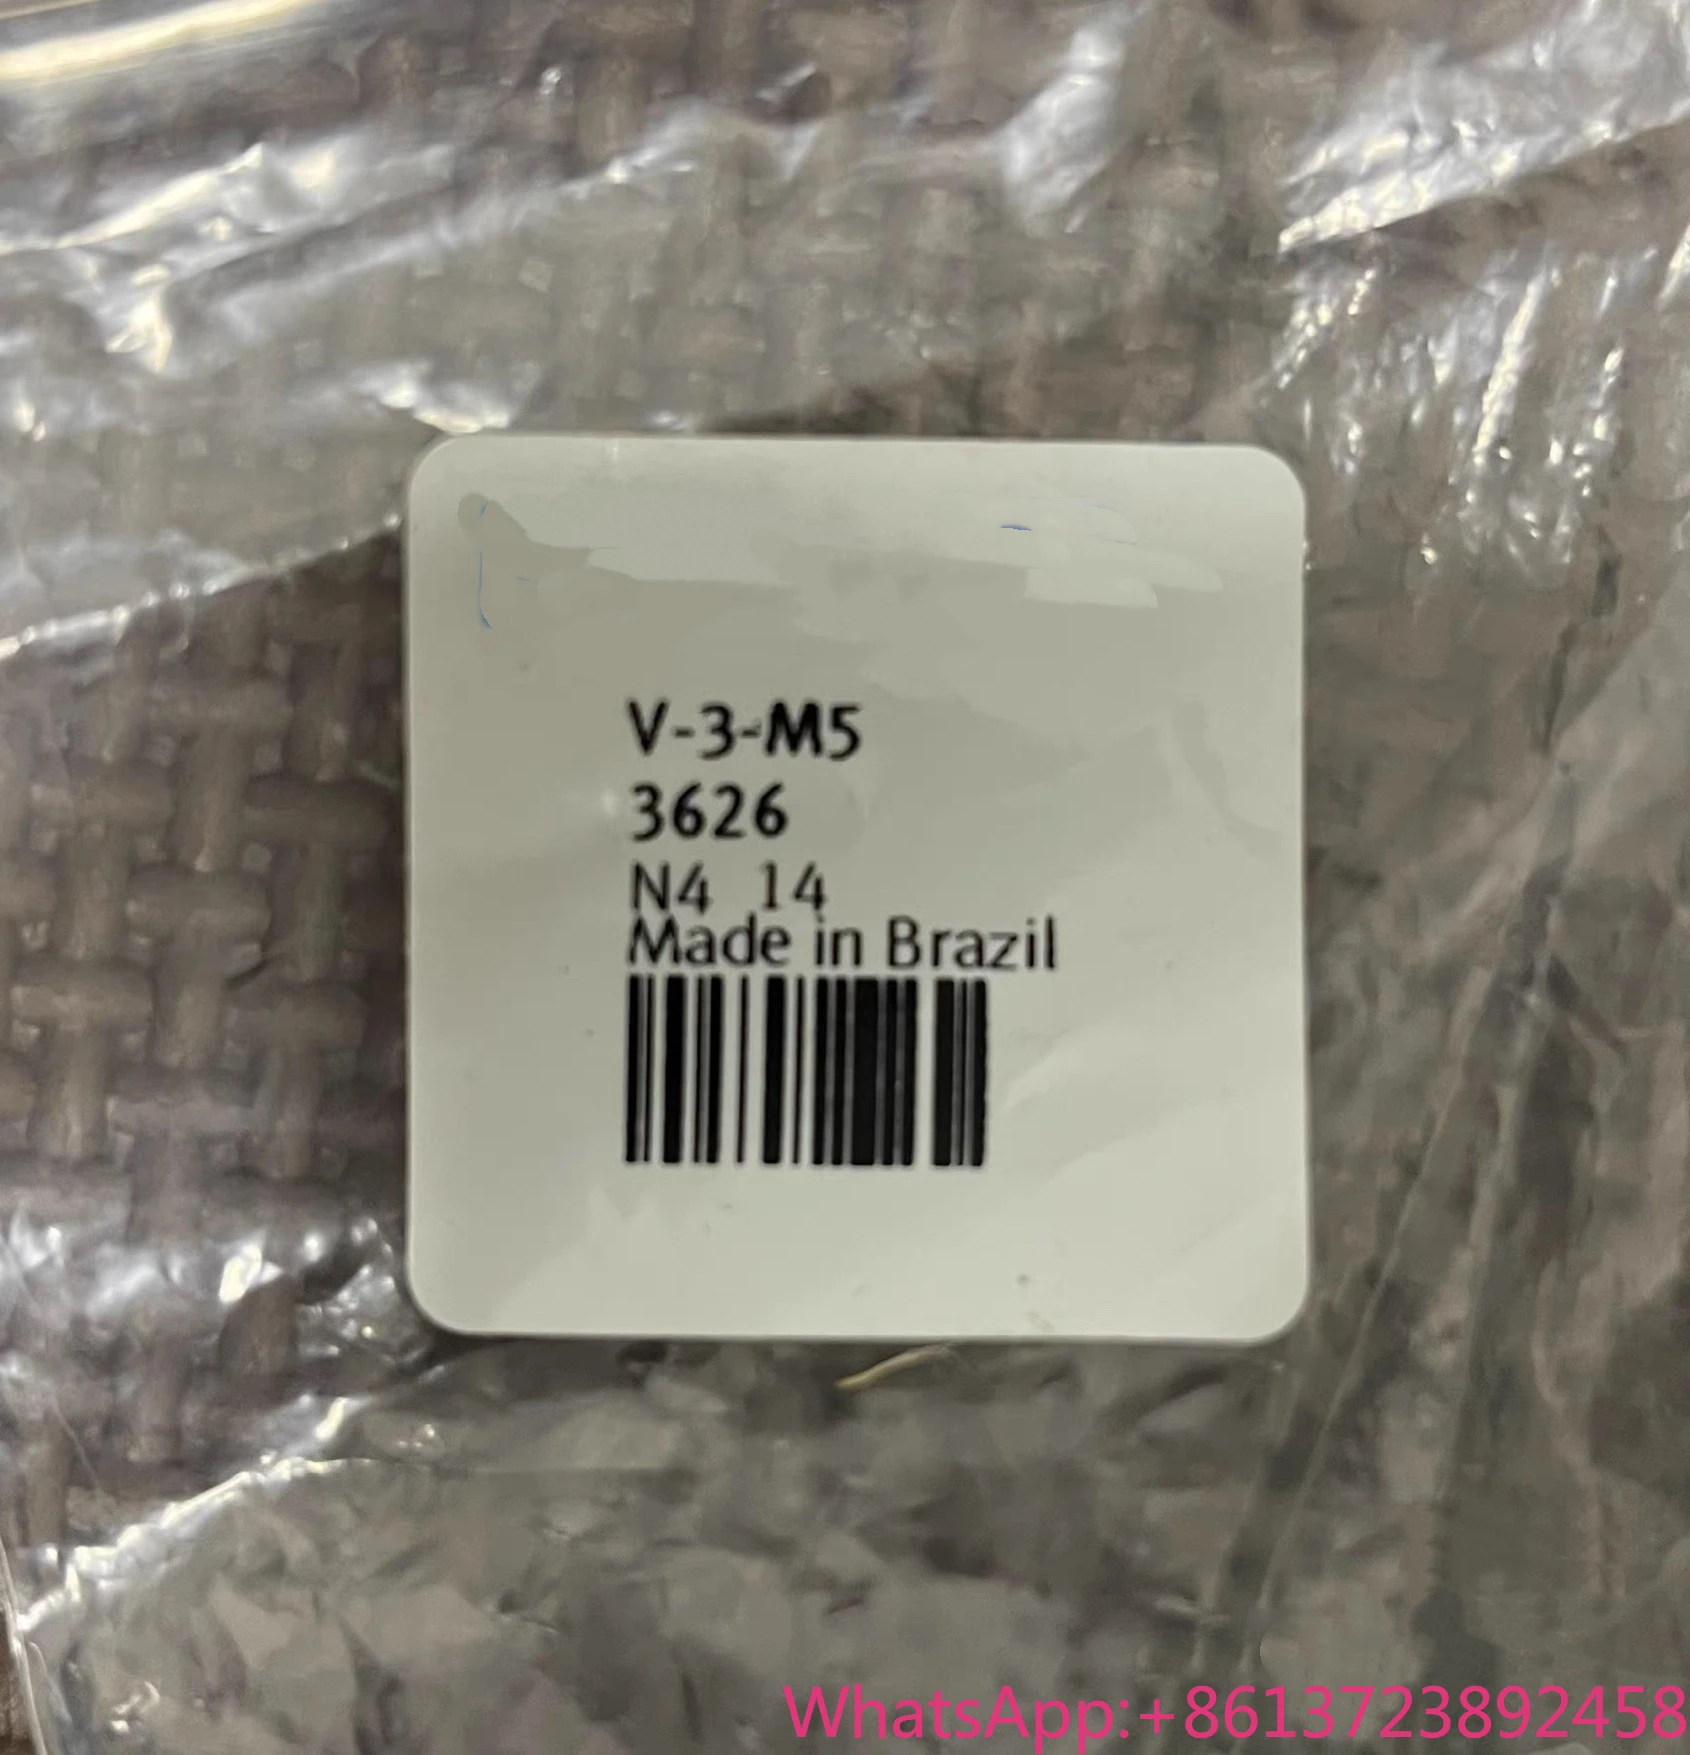 V-3-M5
3626
N4 14
Made in Brazil
WhatsApp:+8613723892458